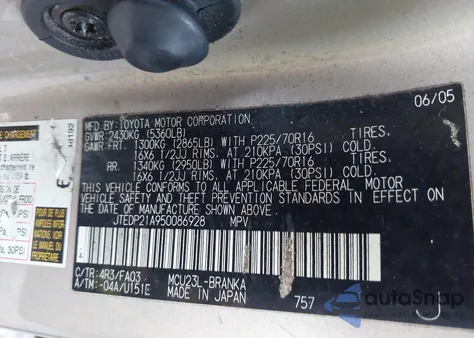 06/05
MFD.BY:TOYOTA MOTOR CORPORATION
GVWR:2430KG (5360LB)
GAWR:FRT. 1300KG (2865LB) WITH P225/70R16 TIRES.
16X6 1/2JJ RIMS. AT 210KPA (30PSI) COLD.
RR. 1340KG (2950LB) WITH P225/70R16 TIRES.
16X6 1/2JJ RIMS. AT 210KPA (30PSI) COLD.
THIS VEHICLE CONFORMS TO ALL APPLICABLE FEDERAL MOTOR
VEHICLE SAFETY AND THEFT PREVENTION STANDARDS IN EFFECT ON
THE DATE OF MANUFACTURE SHOWN ABOVE.
JTEDP21A950086928 MPV
C/TR: 4R3/FA03 MCU23L-BRANKA
A/TM: -04A/U151E MADE IN JAPAN 757
CHARGEMENT
autoSnap